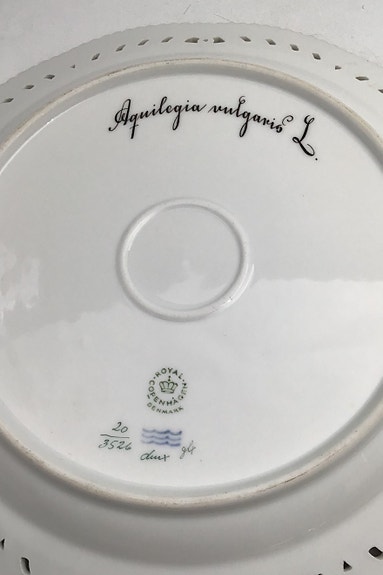 Aquilegia vulgaris L.
ROYAL
COPENHAGEN
DENMARK
20
3526